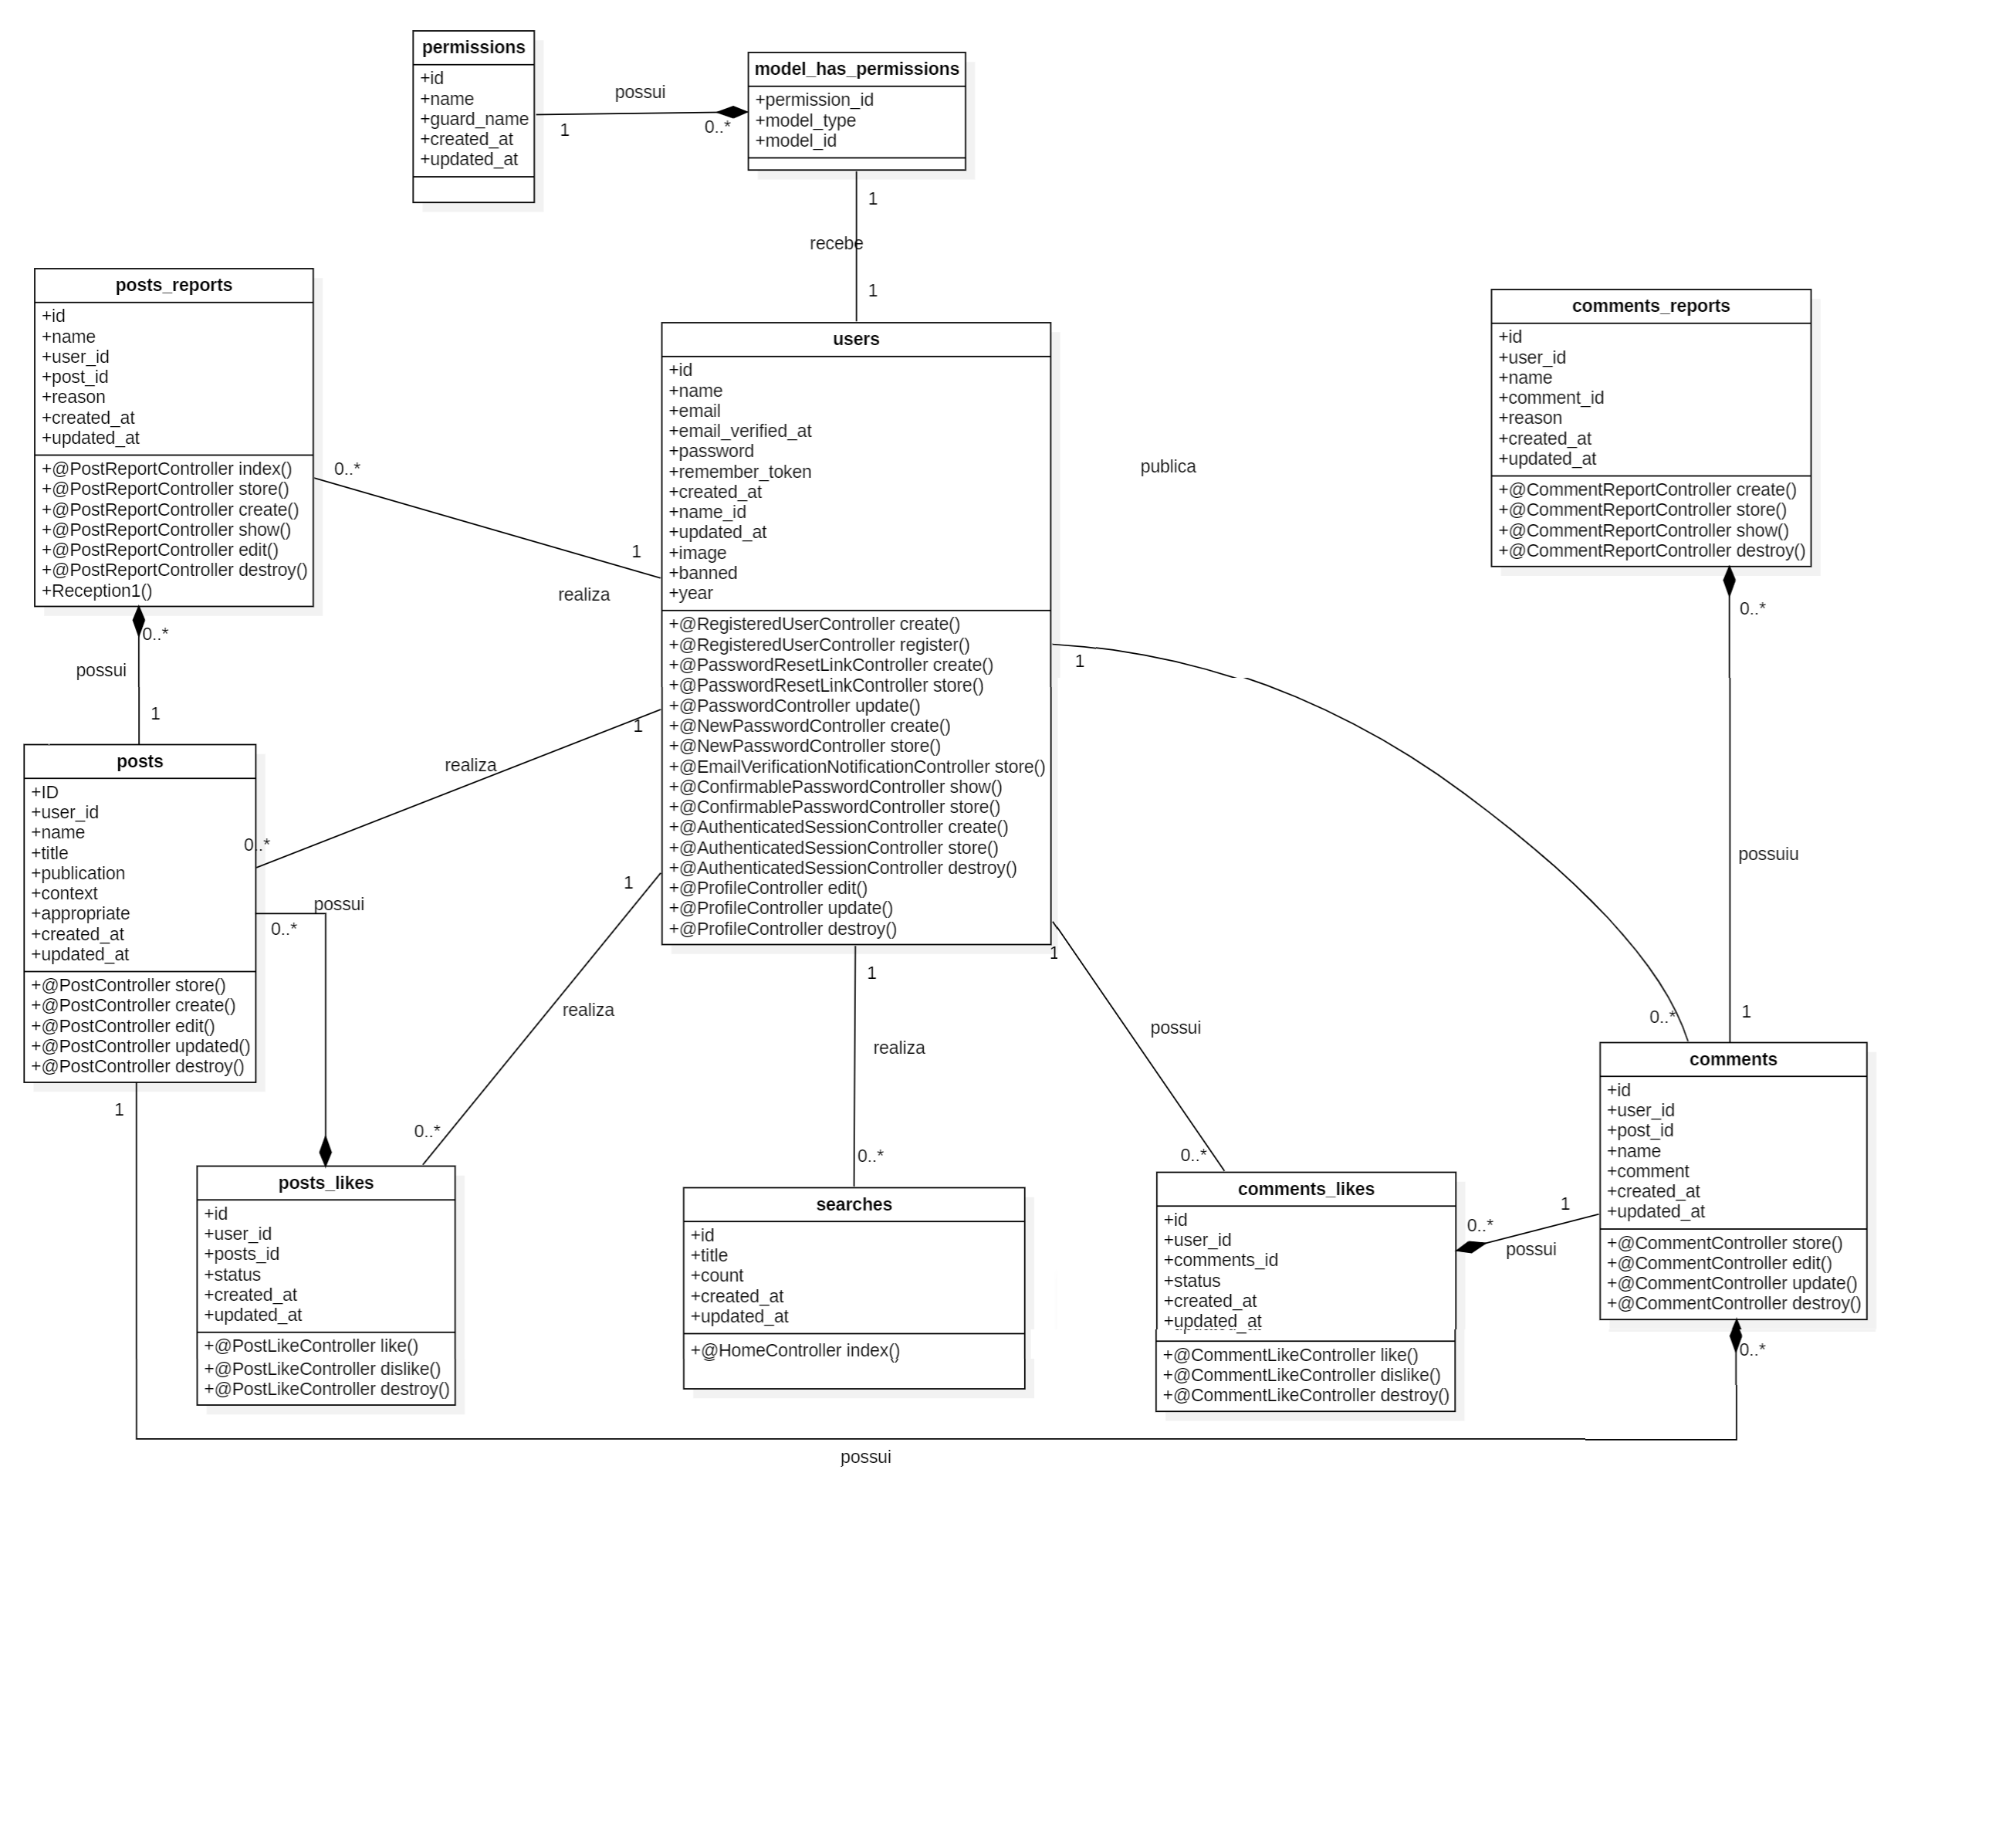 permissions
+id
+name
+guard_name
+created_at
+updated_at
possui
1
0..*
model_has_permissions
+permission_id
+model_type
+model_id
1
recebe
1
posts_reports
+id
+name
+user_id
+post_id
+reason
+created_at
+updated_at
+@PostReportController index()
+@PostReportController store()
+@PostReportController create()
+@PostReportController show()
+@PostReportController edit()
+@PostReportController destroy()
+Reception1()
0..*
1
realiza
0..*
possui
1
users
+id
+name
+email
+email_verified_at
+password
+remember_token
+created_at
+name_id
+updated_at
+image
+banned
+year
+@RegisteredUserController create()
+@RegisteredUserController register()
+@PasswordResetLinkController create()
+@PasswordResetLinkController store()
+@PasswordController update()
+@NewPasswordController create()
+@NewPasswordController store()
+@EmailVerificationNotificationController store()
+@ConfirmablePasswordController show()
+@ConfirmablePasswordController store()
+@AuthenticatedSessionController create()
+@AuthenticatedSessionController store()
+@AuthenticatedSessionController destroy()
+@ProfileController edit()
+@ProfileController update()
+@ProfileController destroy()
publica
1
0..*
comments_reports
+id
+user_id
+name
+comment_id
+reason
+created_at
+updated_at
+@CommentReportController create()
+@CommentReportController store()
+@CommentReportController show()
+@CommentReportController destroy()
0..*
possuiu
1
posts
+ID
+user_id
+name
+title
+publication
+context
+appropriate
+created_at
+updated_at
+@PostController store()
+@PostController create()
+@PostController edit()
+@PostController updated()
+@PostController destroy()
1
realiza
0..*
possui
0..*
1
realiza
0..*
1
realiza
0..*
1
possui
0..*
1
posts_likes
+id
+user_id
+posts_id
+status
+created_at
+updated_at
+@PostLikeController like()
+@PostLikeController dislike()
+@PostLikeController destroy()
searches
+id
+title
+count
+created_at
+updated_at
+@HomeController index()
comments_likes
+id
+user_id
+comments_id
+status
+created_at
+updated_at
+@CommentLikeController like()
+@CommentLikeController dislike()
+@CommentLikeController destroy()
1
0..*
possui
comments
+id
+user_id
+post_id
+name
+comment
+created_at
+updated_at
+@CommentController store()
+@CommentController edit()
+@CommentController update()
+@CommentController destroy()
0..*
possui